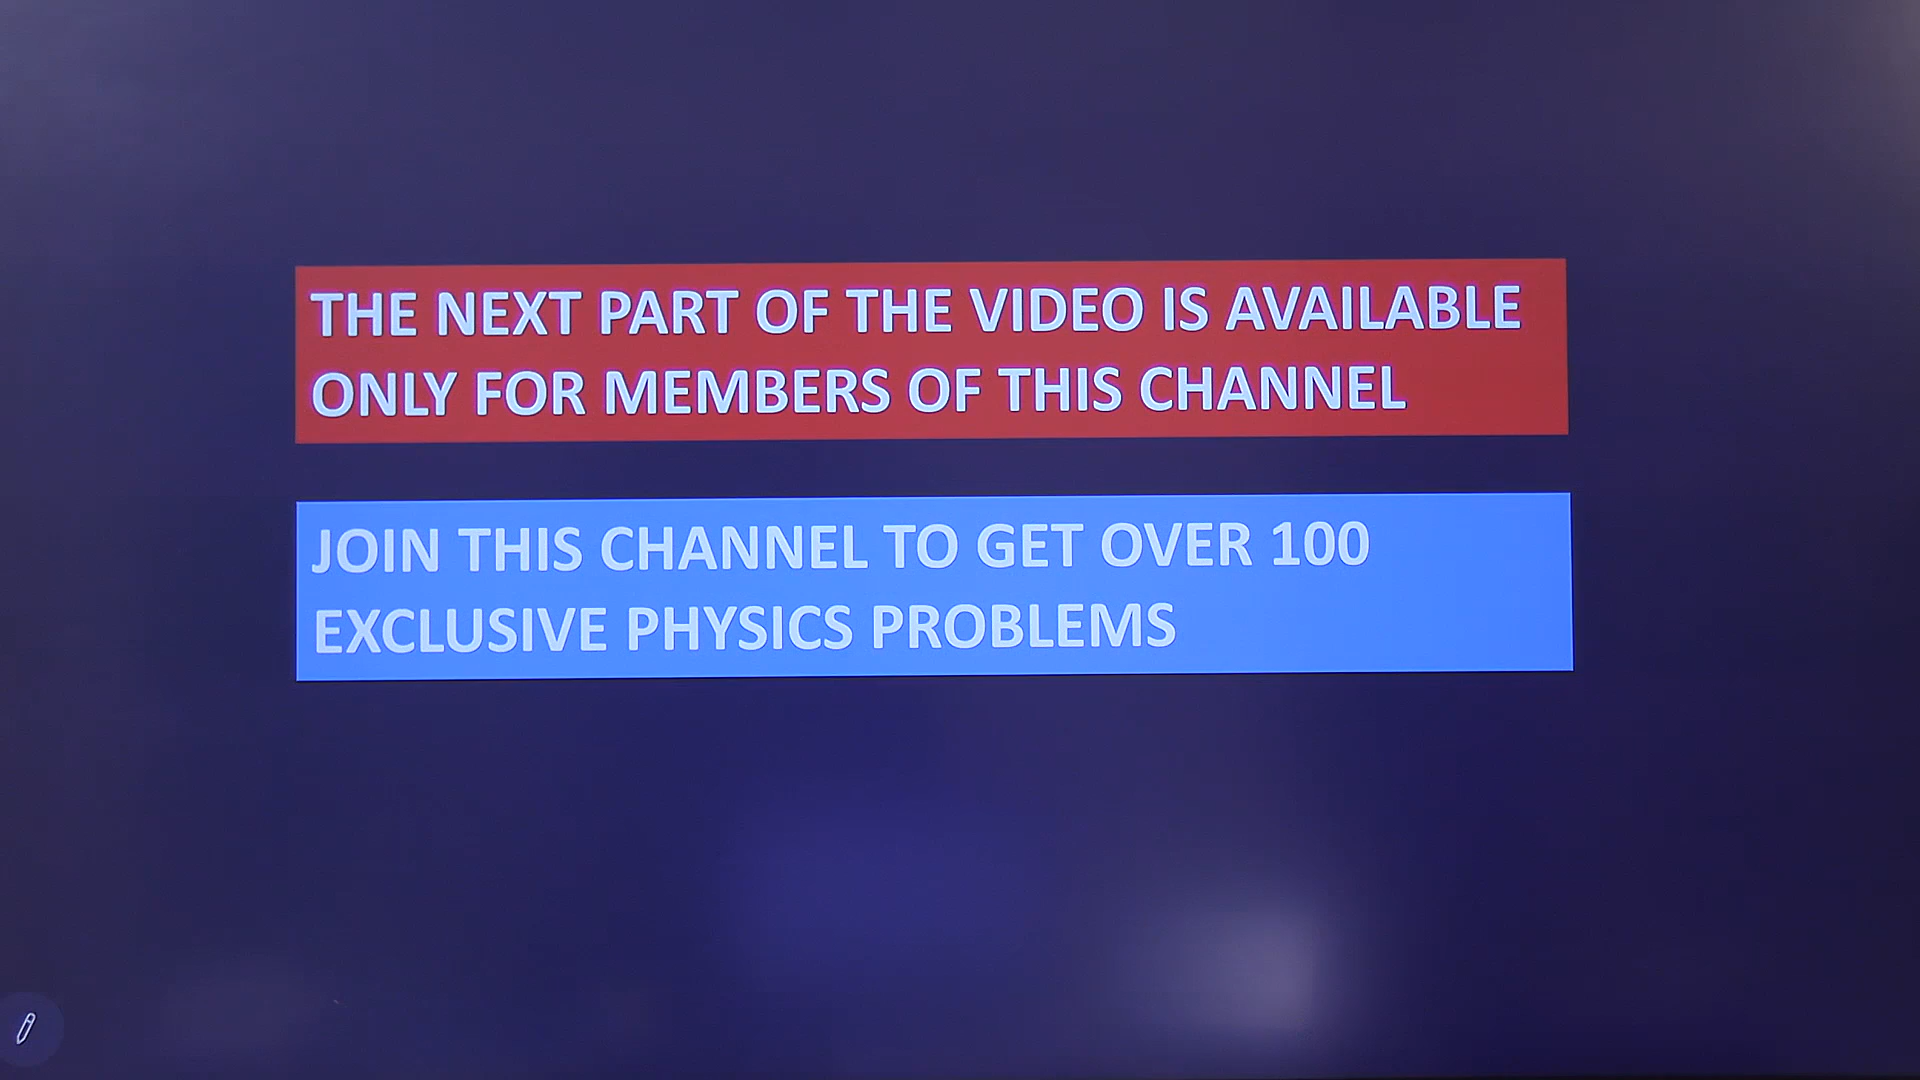 THE NEXT PART OF THE VIDEO IS AVAILABLE
ONLY FOR MEMBERS OF THIS CHANNEL
JOIN THIS CHANNEL TO GET OVER 100
EXCLUSIVE PHYSICS PROBLEMS